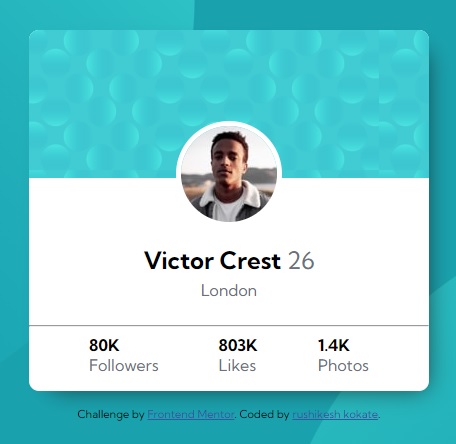 Victor Crest 26
London
80K 803K 1.4K
Followers Likes Photos
Challenge by Frontend Mentor. Coded by rushikesh kokate.